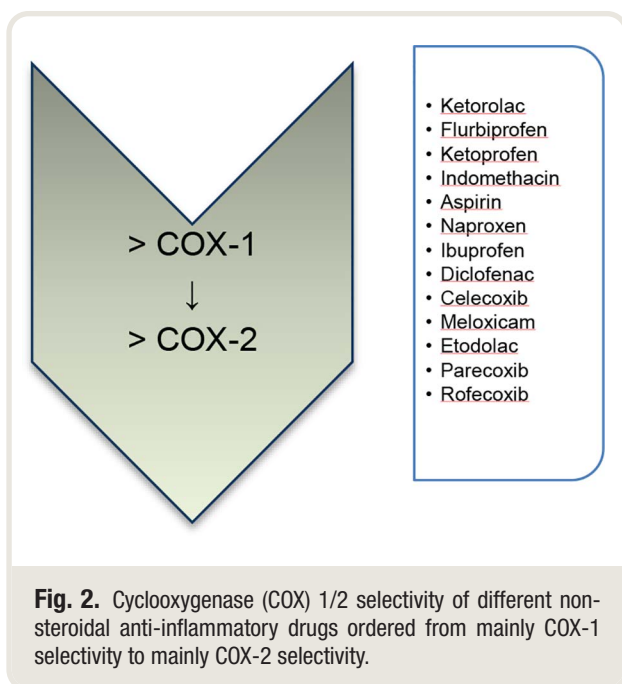 > COX-1
↓
> COX-2
• Ketorolac
• Flurbiprofen
• Ketoprofen
• Indomethacin
• Aspirin
• Naproxen
• Ibuprofen
• Diclofenac
• Celecoxib
• Meloxicam
• Etodolac
• Parecoxib
• Rofecoxib
Fig. 2. Cyclooxygenase (COX) 1/2 selectivity of different non-
steroidal anti-inflammatory drugs ordered from mainly COX-1
selectivity to mainly COX-2 selectivity.